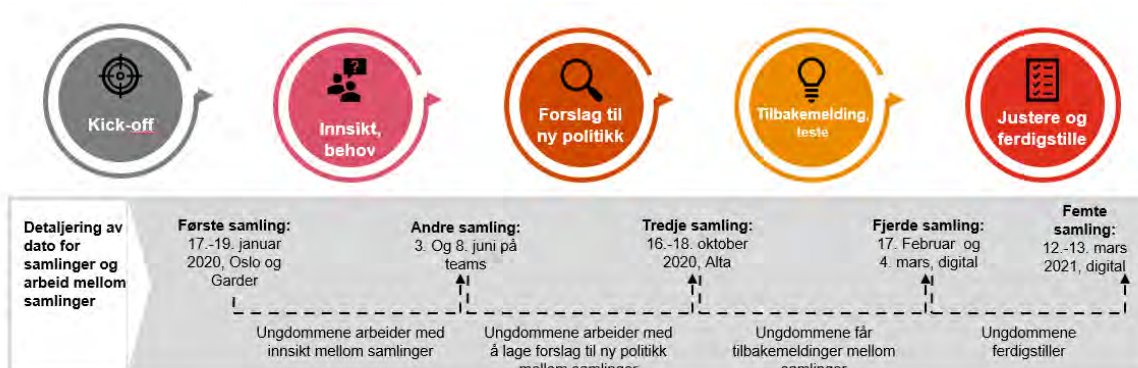 Kick-off
Innsikt,
behov
Forslag til
ny politikk
Tilbakemelding,
teste
Justere og
ferdigstille
Detaljering av
dato for
samlinger og
arbeid mellom
samlinger
Første samling:
17.-19. januar
2020, Oslo og
Garder
Andre samling:
3. Og 8. juni på
teams
Tredje samling:
16.-18. oktober
2020, Alta
Fjerde samling:
17. Februar og
4. mars, digital
Femte
samling:
12.-13. mars
2021, digital
Ungdommene arbeider med
innsikt mellom samlinger
Ungdommene arbeider med
å lage forslag til ny politikk
mellom samlinger
Ungdommene får
tilbakemeldinger mellom
samlinger
Ungdommene
ferdigstiller